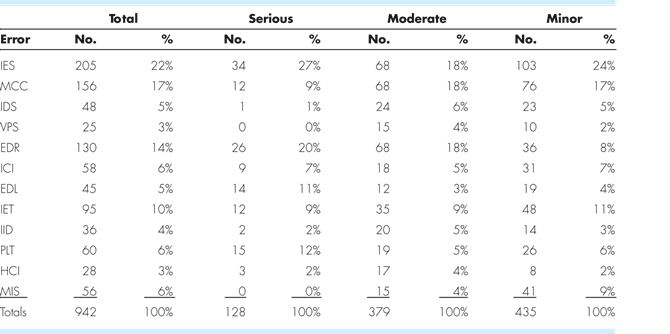 Total Serious Moderate Minor
Error No. % No. % No. % No. %
IES 205 22% 34 27% 68 18% 103 24%
MCC 156 17% 12 9% 68 18% 76 17%
IDS 48 5% 1 1% 24 6% 23 5%
VPS 25 3% 0 0% 15 4% 10 2%
EDR 130 14% 26 20% 68 18% 36 8%
ICI 58 6% 9 7% 18 5% 31 7%
EDL 45 5% 14 11% 12 3% 19 4%
IET 95 10% 12 9% 35 9% 48 11%
IID 36 4% 2 2% 20 5% 14 3%
PLT 60 6% 15 12% 19 5% 26 6%
HCI 28 3% 3 2% 17 4% 8 2%
MIS 56 6% 0 0% 15 4% 41 9%
Totals 942 100% 128 100% 379 100% 435 100%